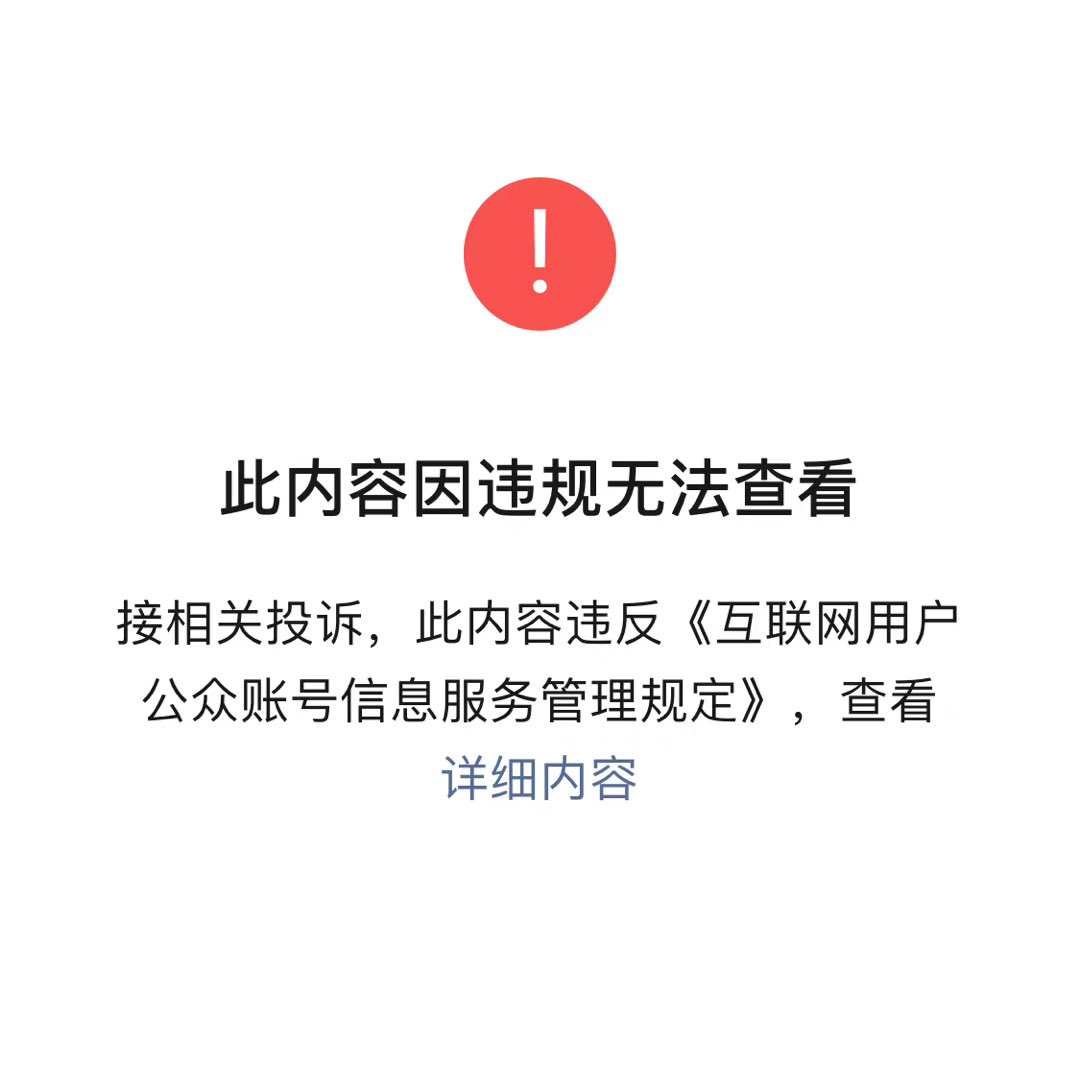 此内容因违规无法查看
接相关投诉，此内容违反《互联网用户
公众账号信息服务管理规定》，查看
详细内容